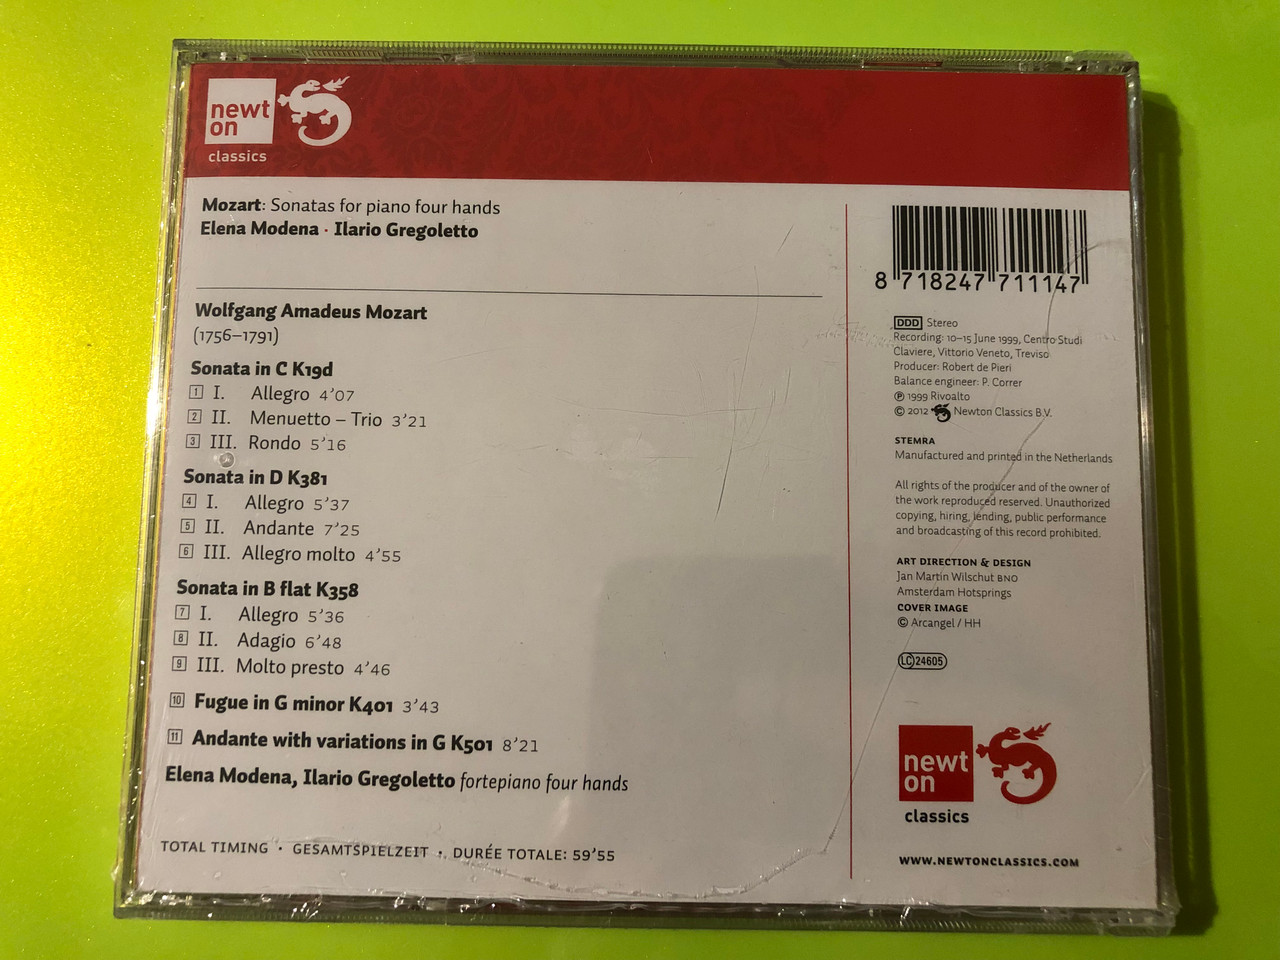 newt
on
classics
Mozart: Sonatas for piano four hands
Elena Modena · Ilario Gregoletto
Wolfgang Amadeus Mozart
(1756–1791)
Sonata in C K19d
1 I. Allegro 4’07
2 II. Menuetto – Trio 3’21
3 III. Rondo 5’16
Sonata in D K381
4 I. Allegro 5’37
5 II. Andante 7’25
6 III. Allegro molto 4’55
Sonata in B flat K358
7 I. Allegro 5’36
8 II. Adagio 6’48
9 III. Molto presto 4’46
10 Fugue in G minor K401 3’43
11 Andante with variations in G K501 8’21
Elena Modena, Ilario Gregoletto fortepiano four hands
TOTAL TIMING · GESAMTSPIELZEIT · DURÉE TOTALE: 59’55
8 718247 711147
DDD Stereo
Recording: 10–15 June 1999, Centro Studi
Claviere, Vittorio Veneto, Treviso
Producer: Robert de Pieri
Balance engineer: P. Correr
℗ 1999 Rivoalto
© 2012 Newton Classics B.V.
STEMRA
Manufactured and printed in the Netherlands
All rights of the producer and of the owner of
the work reproduced reserved. Unauthorized
copying, hiring, lending, public performance
and broadcasting of this record prohibited.
ART DIRECTION & DESIGN
Jan Martin Wilschut BNO
Amsterdam Hotsprings
COVER IMAGE
© Arcangel / HH
LC 24605
newt
on
classics
WWW.NEWTONCLASSICS.COM